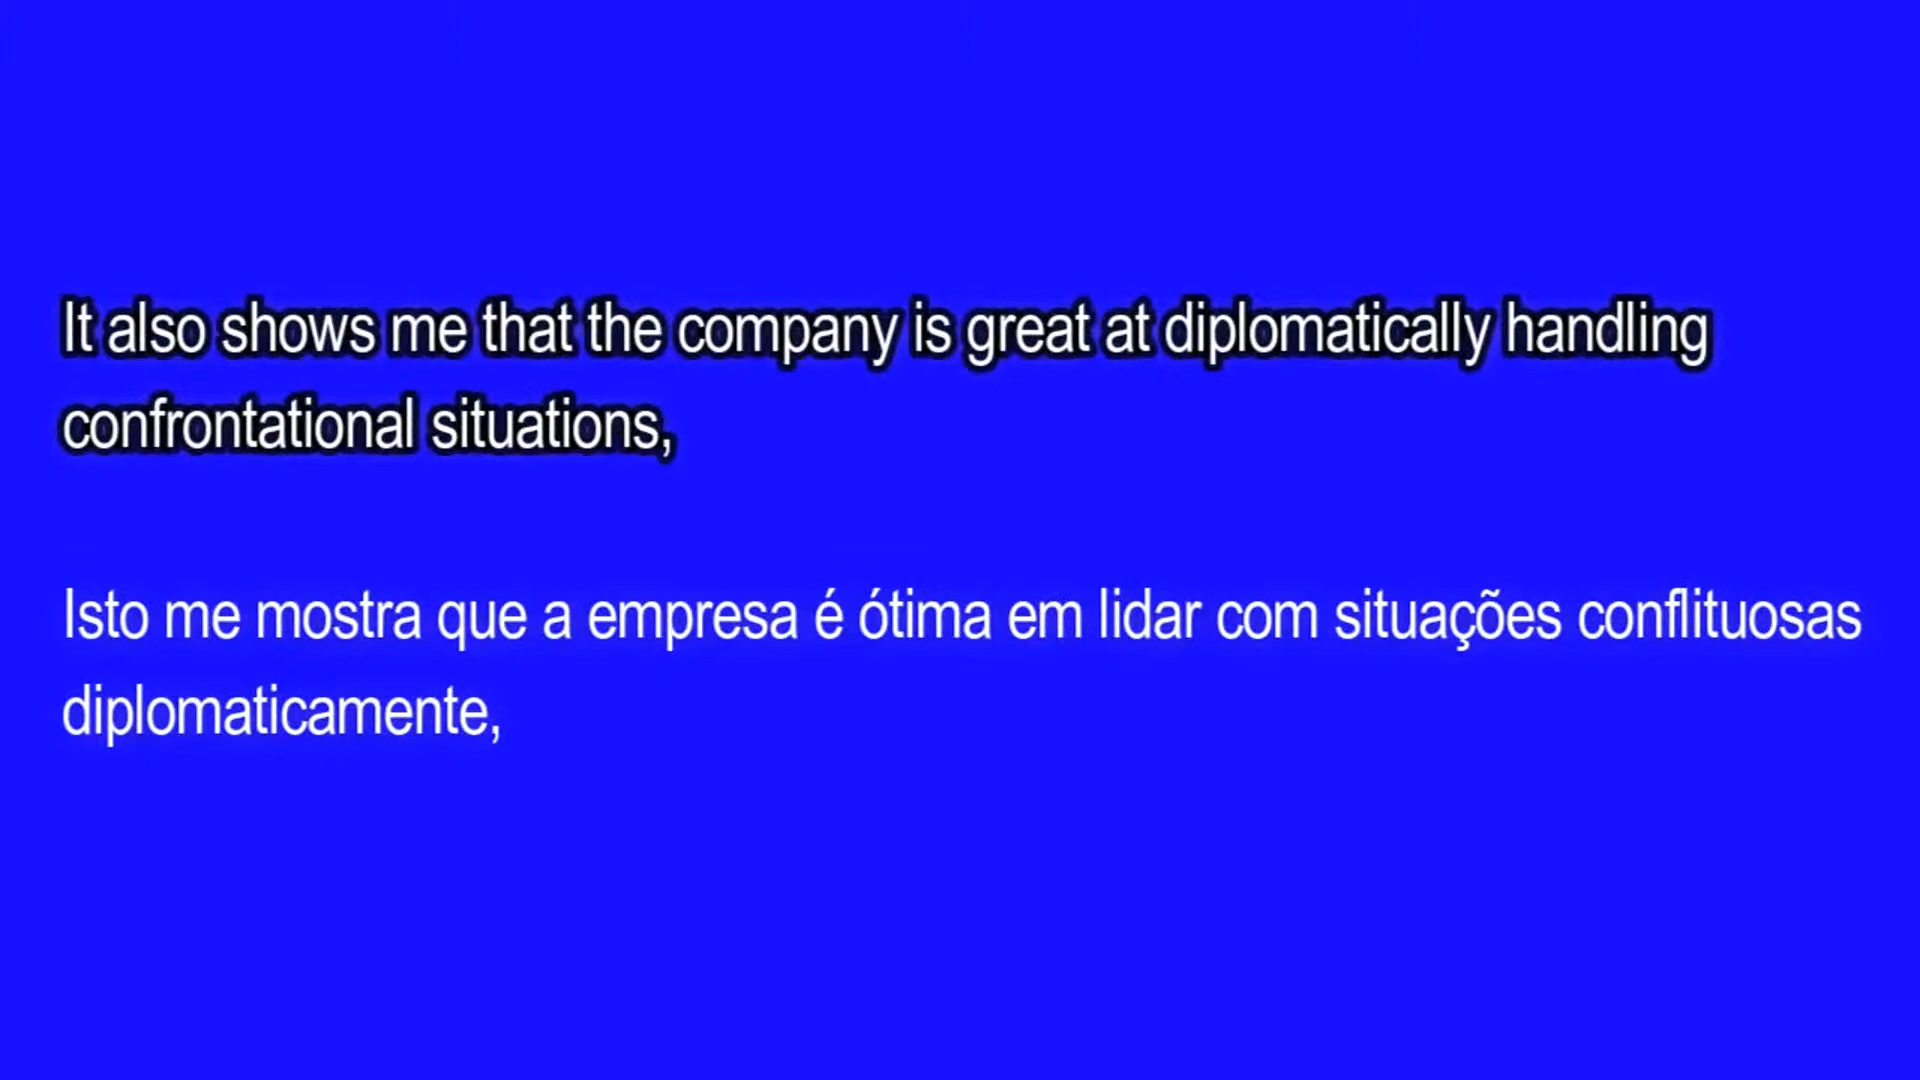 It also shows me that the company is great at diplomatically handling
confrontational situations,
Isto me mostra que a empresa é ótima em lidar com situações conflituosas
diplomaticamente,